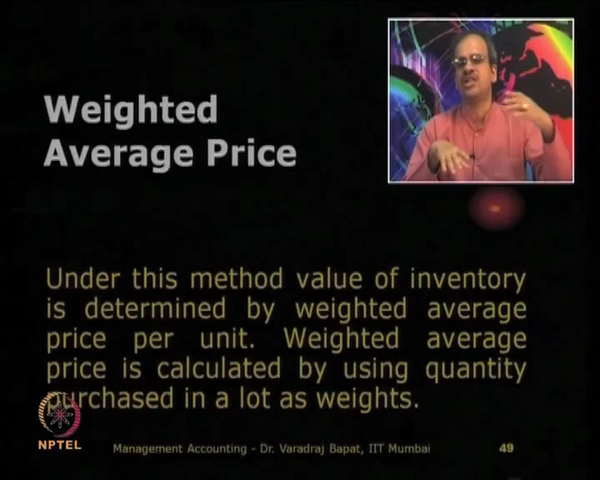 Weighted
Average Price
Under this method value of inventory
is determined by weighted average
price per unit. Weighted average
price is calculated by using quantity
purchased in a lot as weights.
NPTEL
Management Accounting - Dr. Varadraj Bapat, IIT Mumbai
49